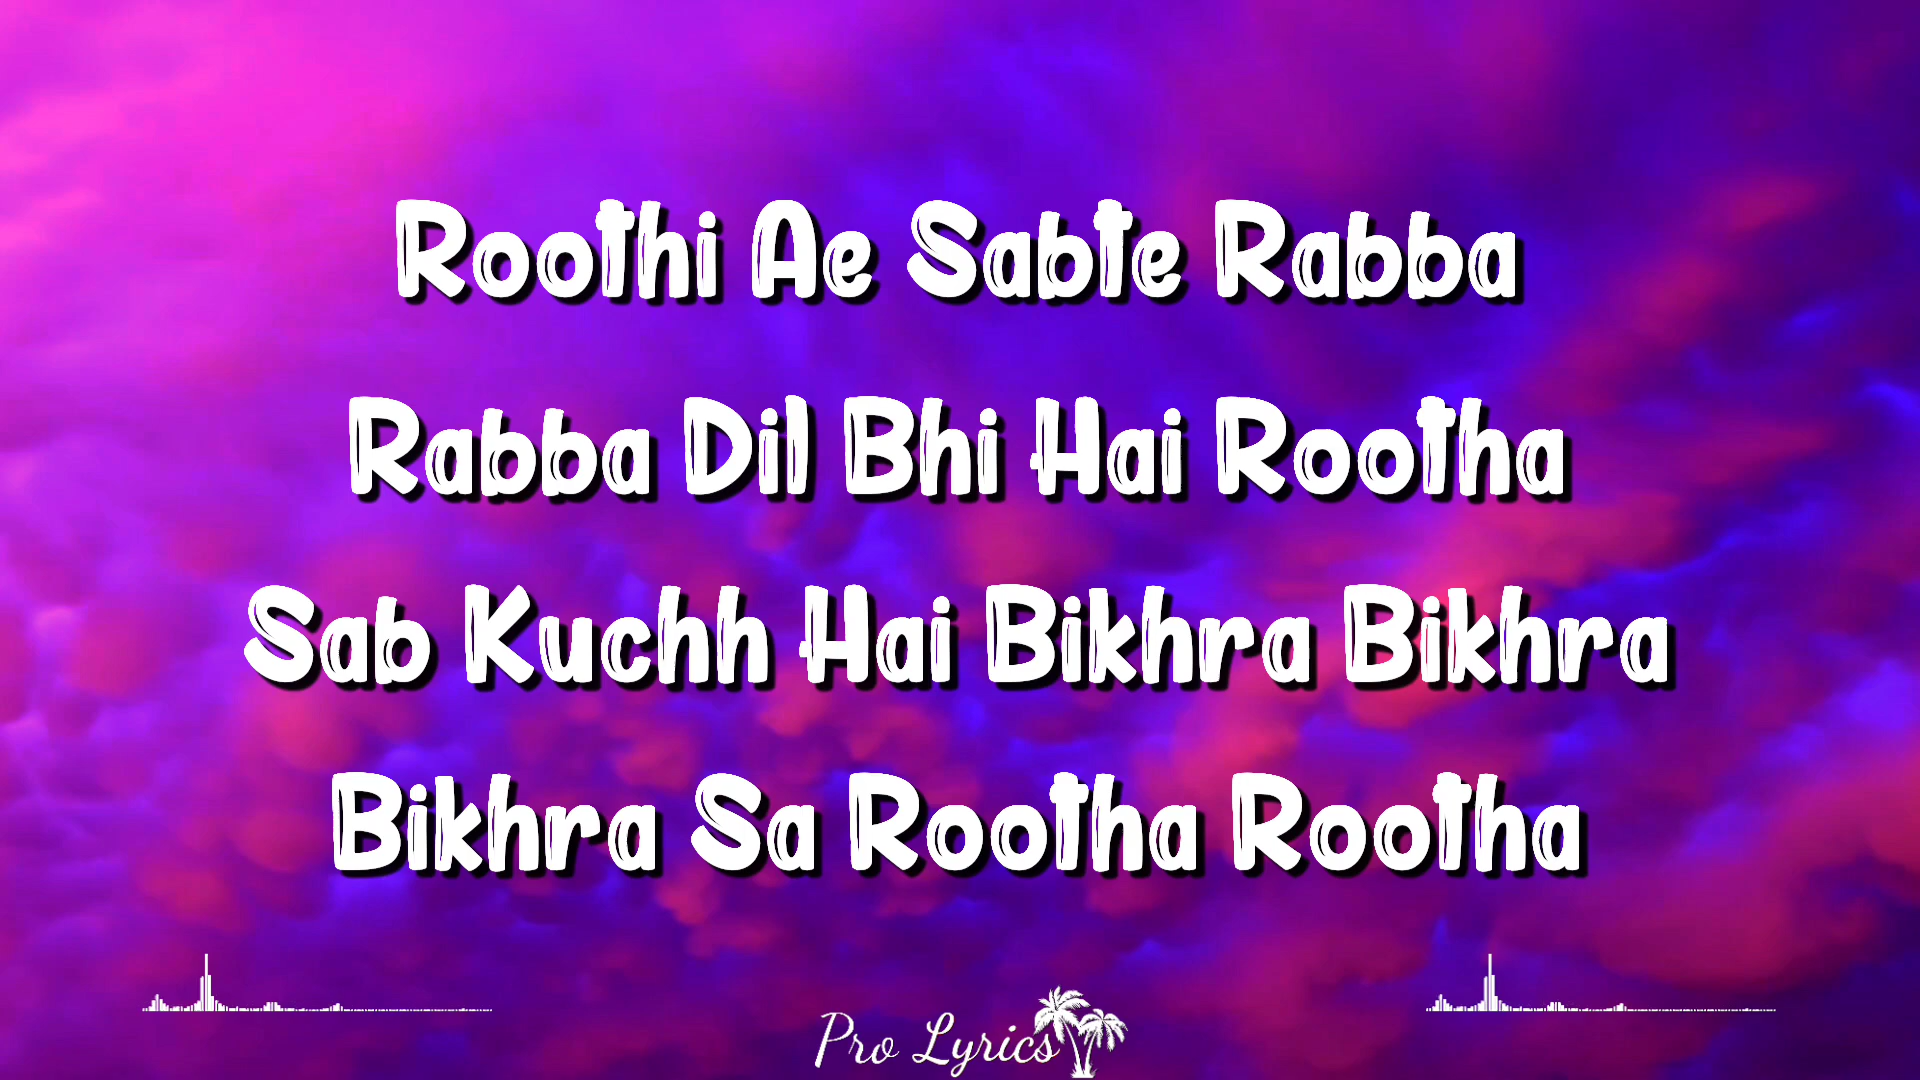 Roothi Ae Sabte Rabba
Rabba Dil Bhi Hai Rootha
Sab Kuchh Hai Bikhra Bikhra
Bikhra Sa Rootha Rootha
Pro Lyrics